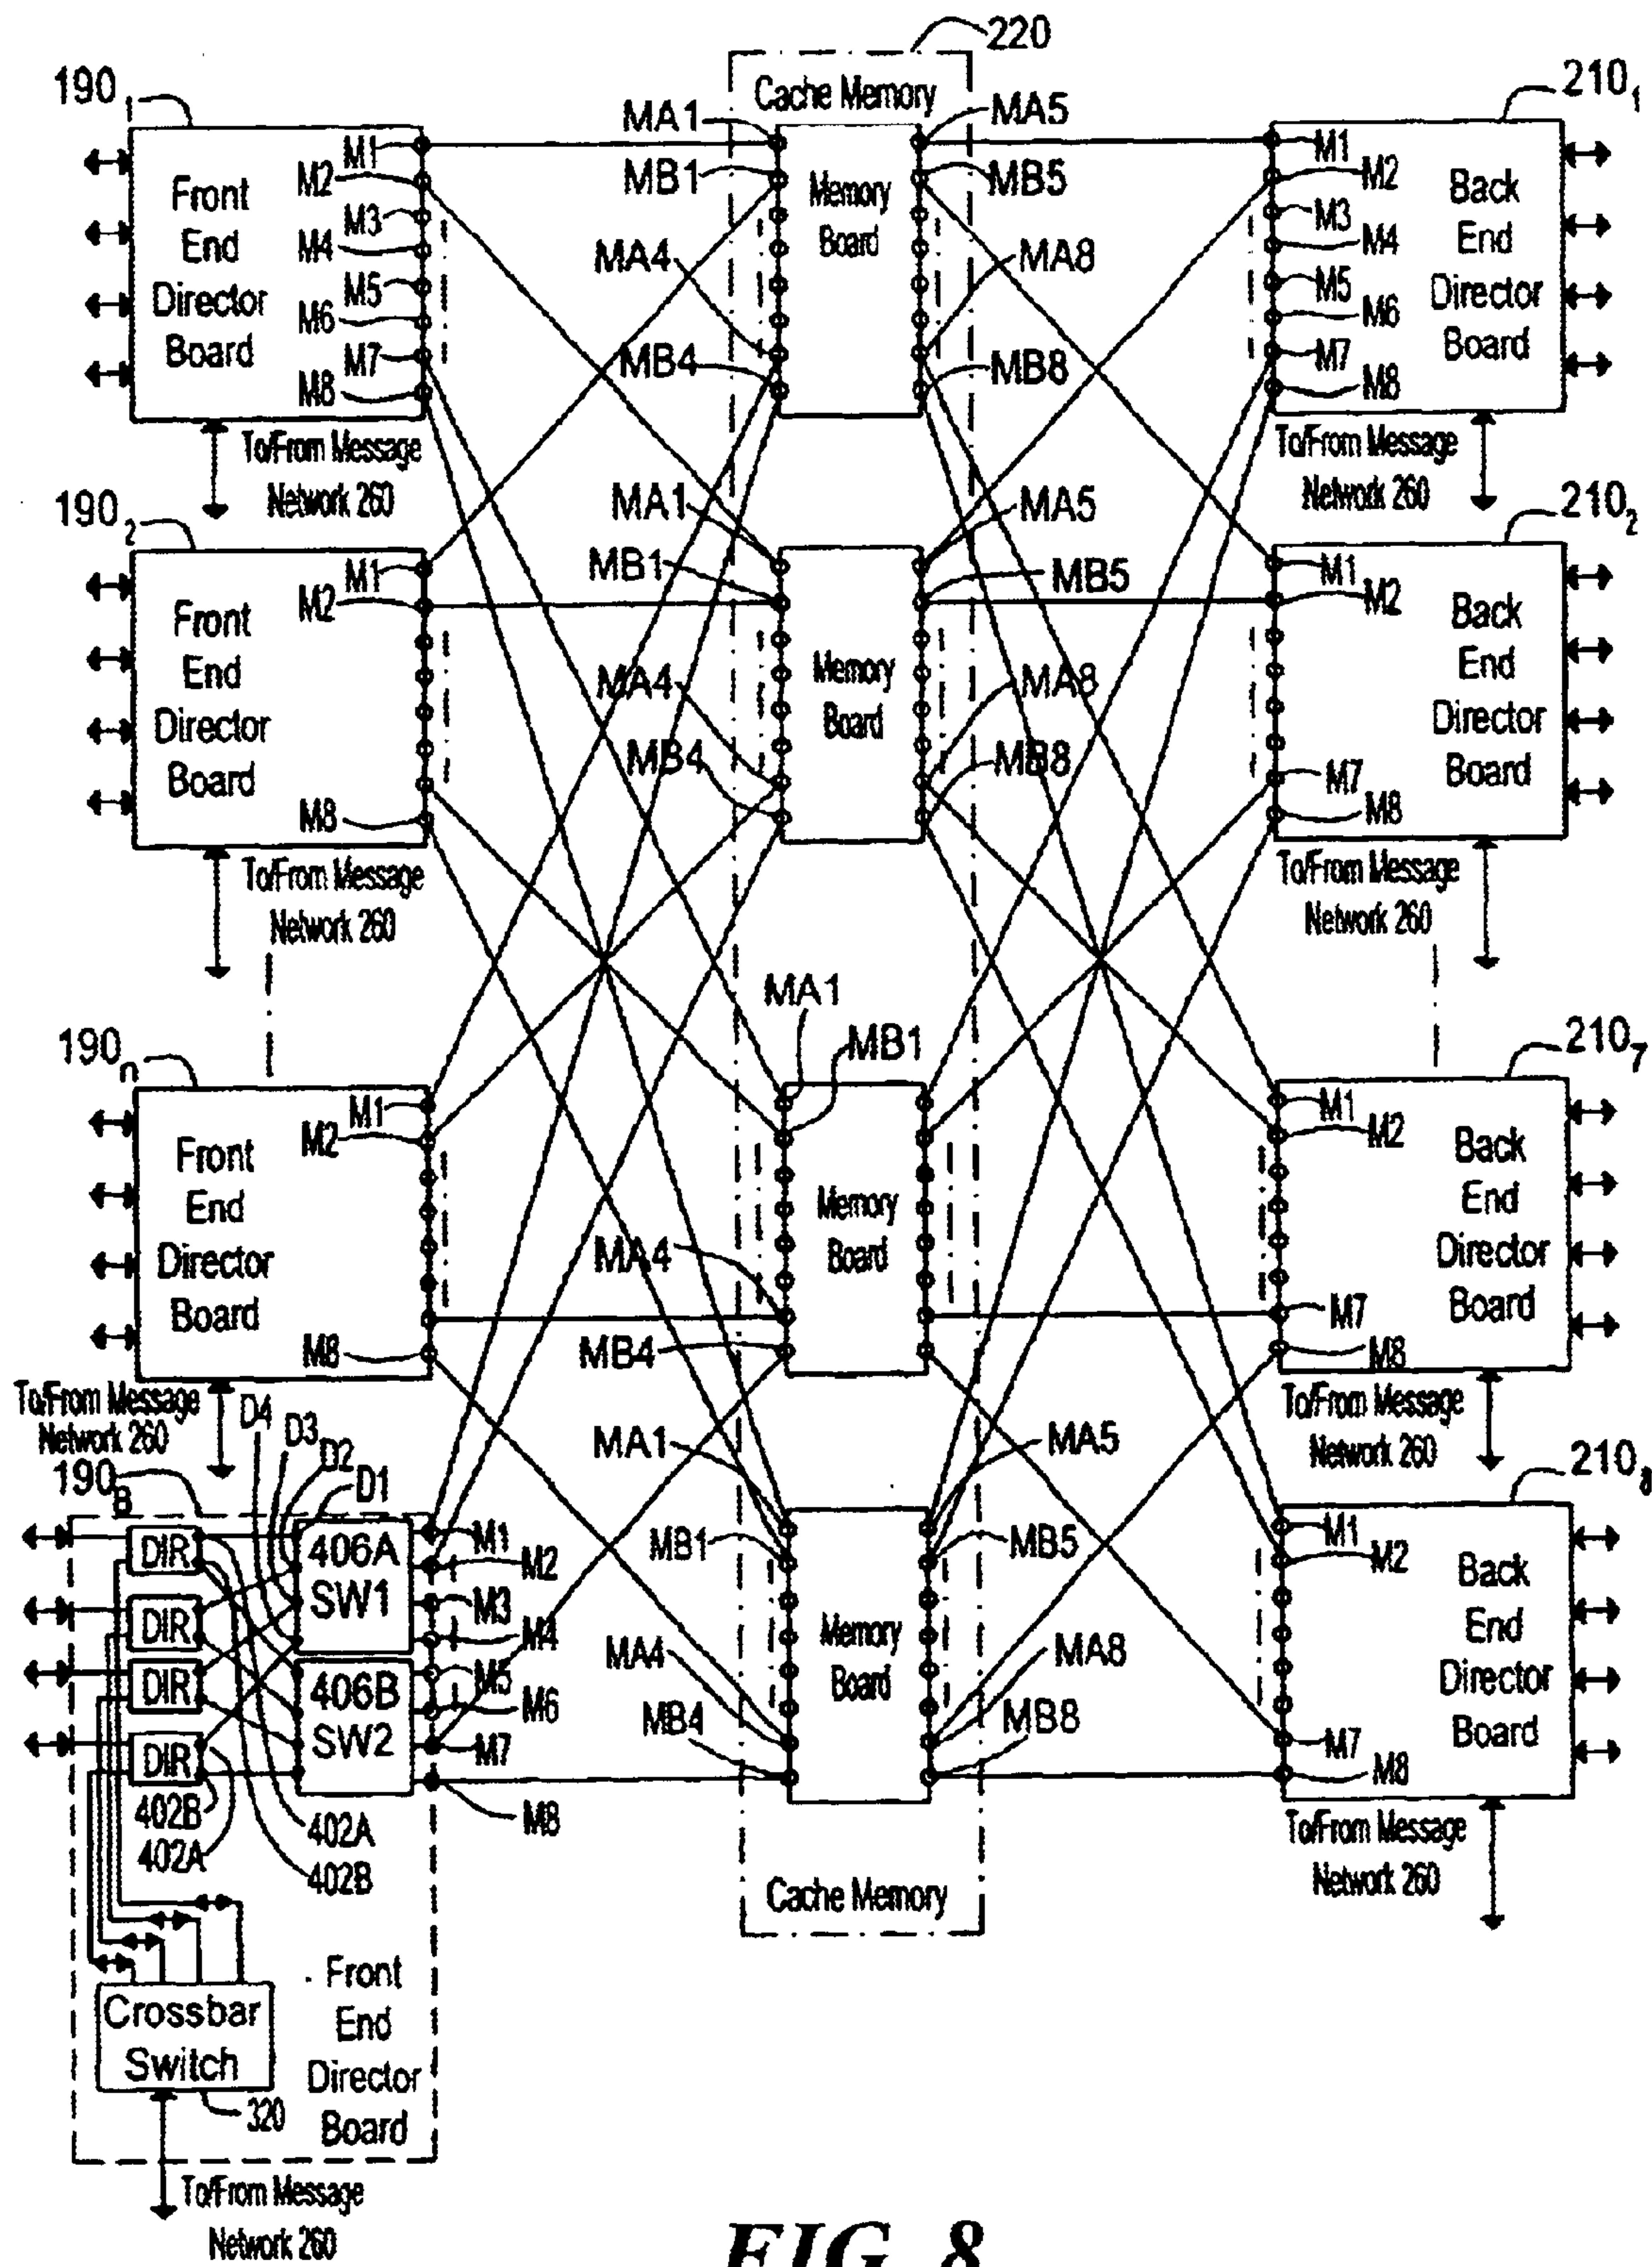 220
190₁
Cache Memory
210₁
MA1
MA5
M1
M1
MB1
MB5
M2
M2
Front
End
Director
Board
Memory
Board
Back
End
Director
Board
M3
M3
M4
M4
MA4
MA8
M5
M5
M6
M6
M7
M7
MB4
MB8
M8
M8
To/From Message
Network 260
To/From Message
Network 260
190₂
MA1
MA5
210₂
M1
M1
MB1
MB5
M2
M2
Front
End
Director
Board
Memory
Board
Back
End
Director
Board
MA4
MA8
MB4
MB8
M7
M8
M8
To/From Message
Network 260
To/From Message
Network 260
MA1
190n
MB1
210₇
M1
M1
M2
M2
Front
End
Director
Board
Memory
Board
Back
End
Director
Board
MA4
M7
MB4
M8
M8
To/From Message
Network 260
To/From Message
Network 260
D4
D3
D2
D1
MA1
MA5
190B
210₈
DIR
406A
SW1
M1
M1
MB1
MB5
M2
M2
DIR
M3
M4
Memory
Board
Back
End
Director
Board
DIR
406B
SW2
M5
M6
MA4
MA8
DIR
M7
M7
MB4
MB8
M8
M8
402B
402A
402A
402B
To/From Message
Network 260
Cache Memory
Crossbar
Switch
320
Front
End
Director
Board
To/From Message
Network 260
FIG. 8